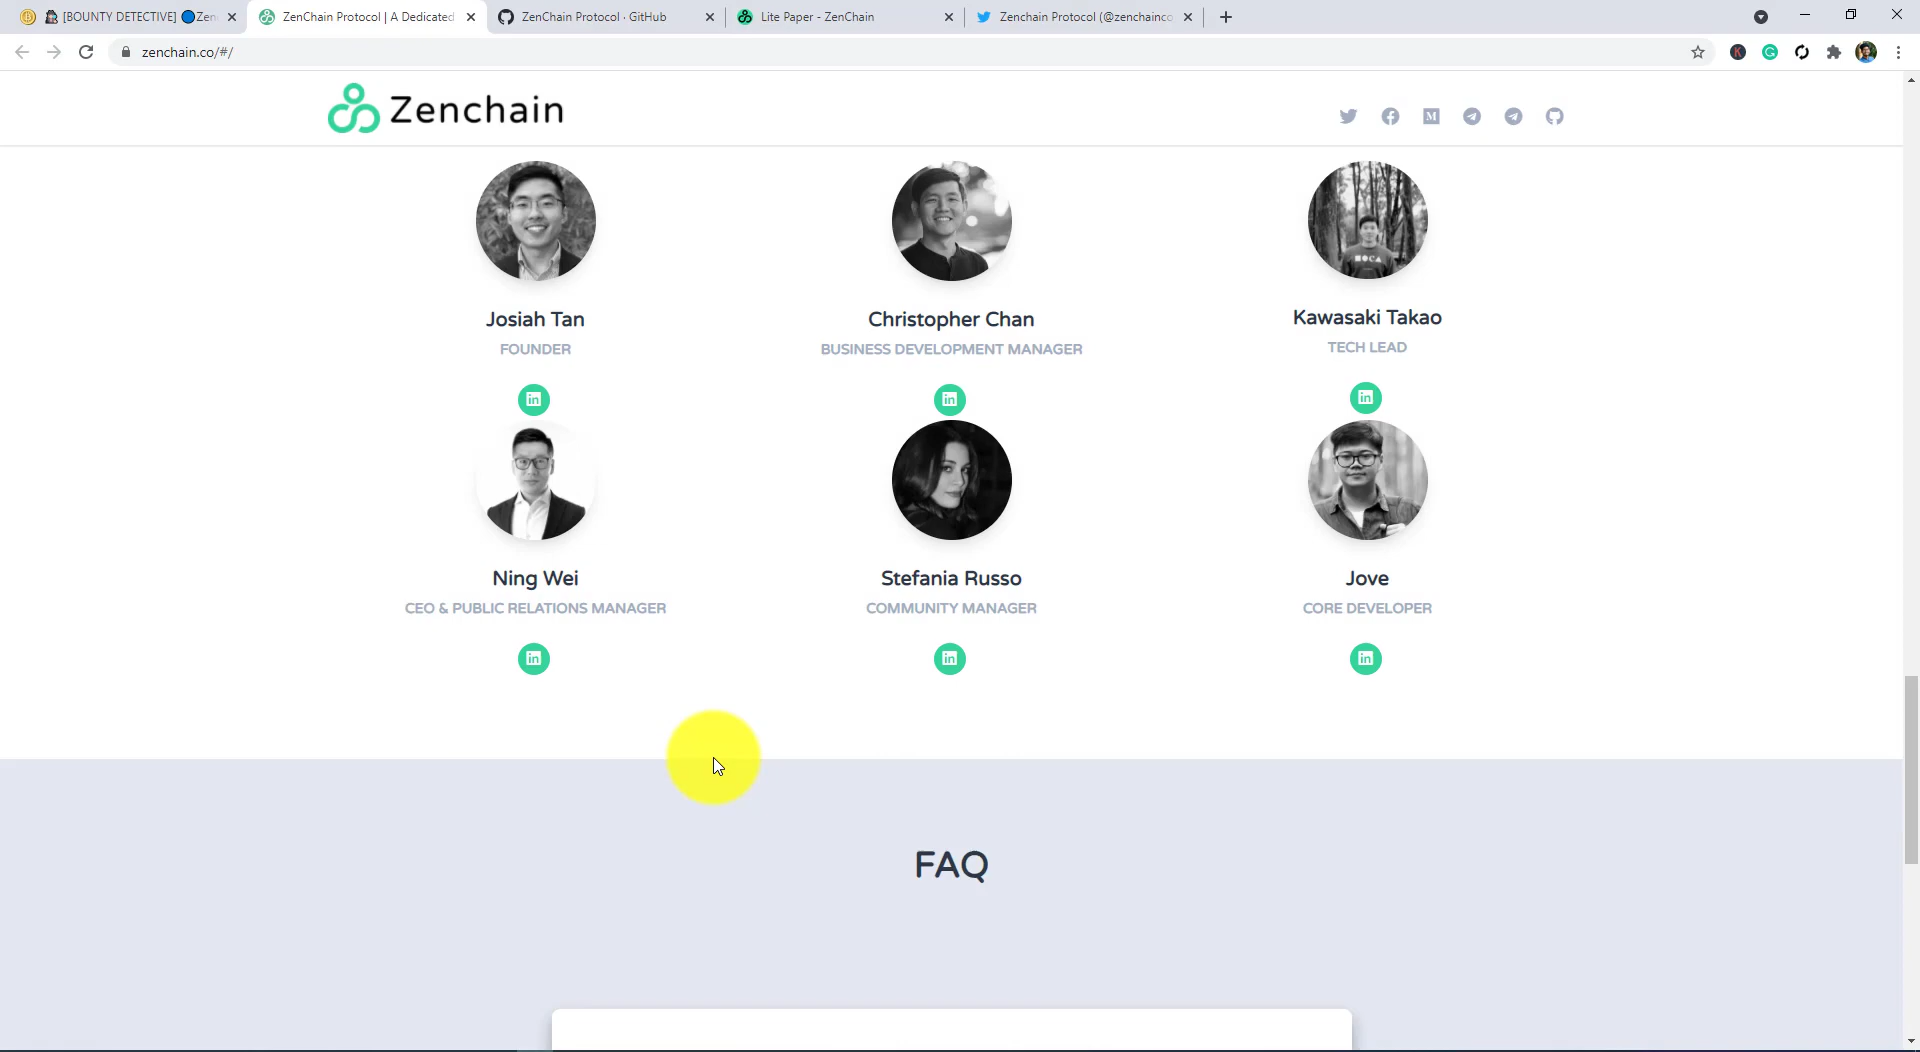 [BOUNTY DETECTIVE] Zen
ZenChain Protocol | A Dedicated
ZenChain Protocol · GitHub
Lite Paper - ZenChain
Zenchain Protocol (@zenchainco
zenchain.co/#/
Zenchain
Josiah Tan
FOUNDER
Christopher Chan
BUSINESS DEVELOPMENT MANAGER
Kawasaki Takao
TECH LEAD
Ning Wei
CEO & PUBLIC RELATIONS MANAGER
Stefania Russo
COMMUNITY MANAGER
Jove
CORE DEVELOPER
FAQ